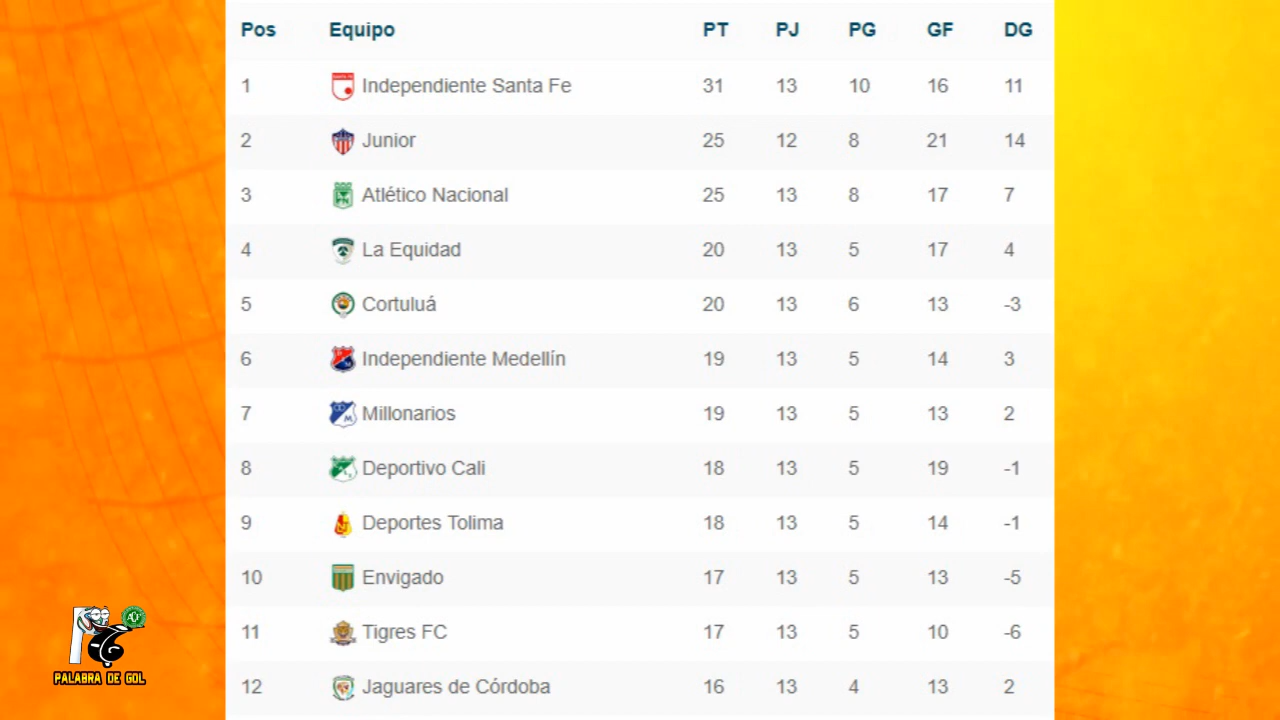 Pos Equipo PT PJ PG GF DG
1 Independiente Santa Fe 31 13 10 16 11
2 Junior 25 12 8 21 14
3 Atlético Nacional 25 13 8 17 7
4 La Equidad 20 13 5 17 4
5 Cortuluá 20 13 6 13 -3
6 Independiente Medellín 19 13 5 14 3
7 Millonarios 19 13 5 13 2
8 Deportivo Cali 18 13 5 19 -1
9 Deportes Tolima 18 13 5 14 -1
10 Envigado 17 13 5 13 -5
11 Tigres FC 17 13 5 10 -6
12 Jaguares de Córdoba 16 13 4 13 2
PALABRA DE GOL